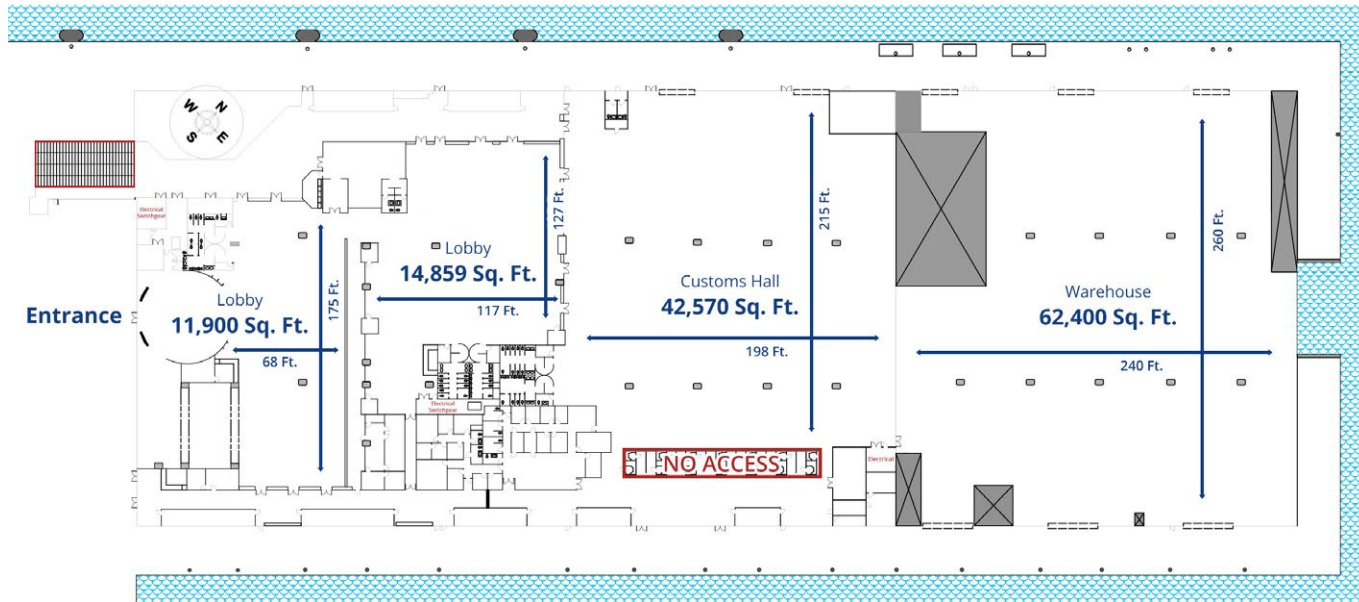 N
W
E
S
Electrical
Switchgear
Entrance
Lobby
11,900 Sq. Ft.
68 Ft.
175 Ft.
Lobby
14,859 Sq. Ft.
117 Ft.
127 Ft.
Electrical
Switchgear
Customs Hall
42,570 Sq. Ft.
198 Ft.
215 Ft.
NO ACCESS
Electrical
Warehouse
62,400 Sq. Ft.
240 Ft.
260 Ft.